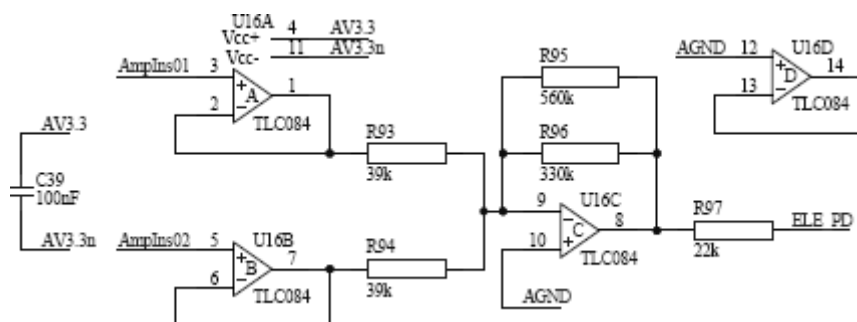 U16A
Vcc+ 4 AV3.3
Vcc- 11 AV3.3n
AmpIns01 3 + A 1
2 −
TLC084
AV3.3
C39
100nF
AV3.3n
AmpIns02 5 + B 7
U16B
6 −
TLC084
R93
39k
R94
39k
R95
560k
R96
330k
U16C
9 − C 8
10 +
TLC084
AGND
R97
22k
ELE PD
AGND 12 + D 14
U16D
13 −
TLC084